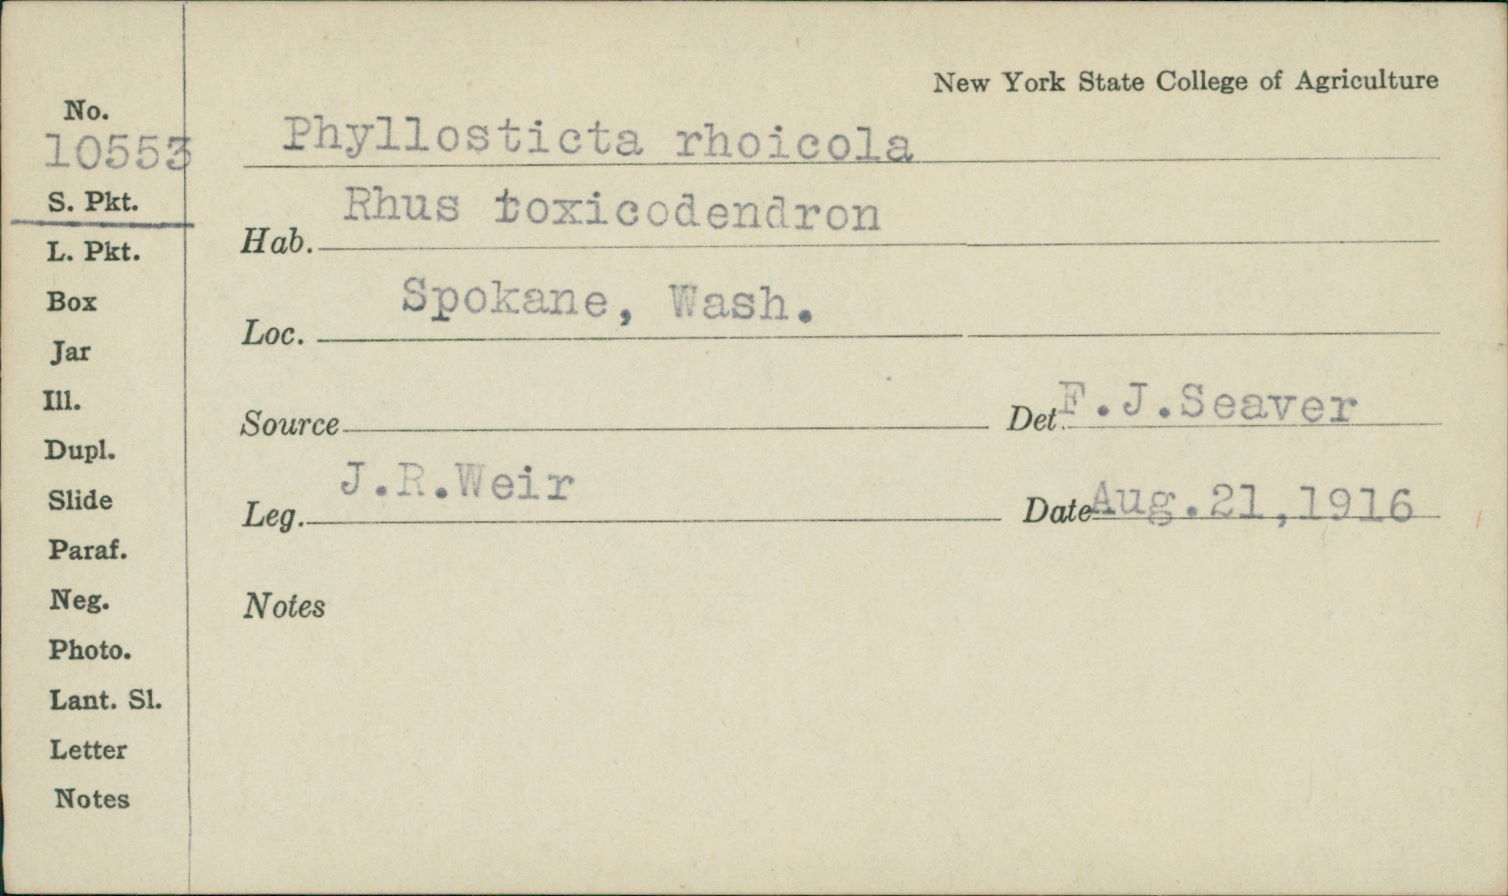 New York State College of Agriculture
No.
10553
S. Pkt.
L. Pkt.
Box
Jar
Ill.
Dupl.
Slide
Paraf.
Neg.
Photo.
Lant. Sl.
Letter
Notes
Phyllosticta rhoicola
Hab. Rhus toxicodendron
Loc. Spokane, Wash.
Source
Det. F.J.Seaver
Leg. J.R.Weir
Date Aug.21,1916
Notes